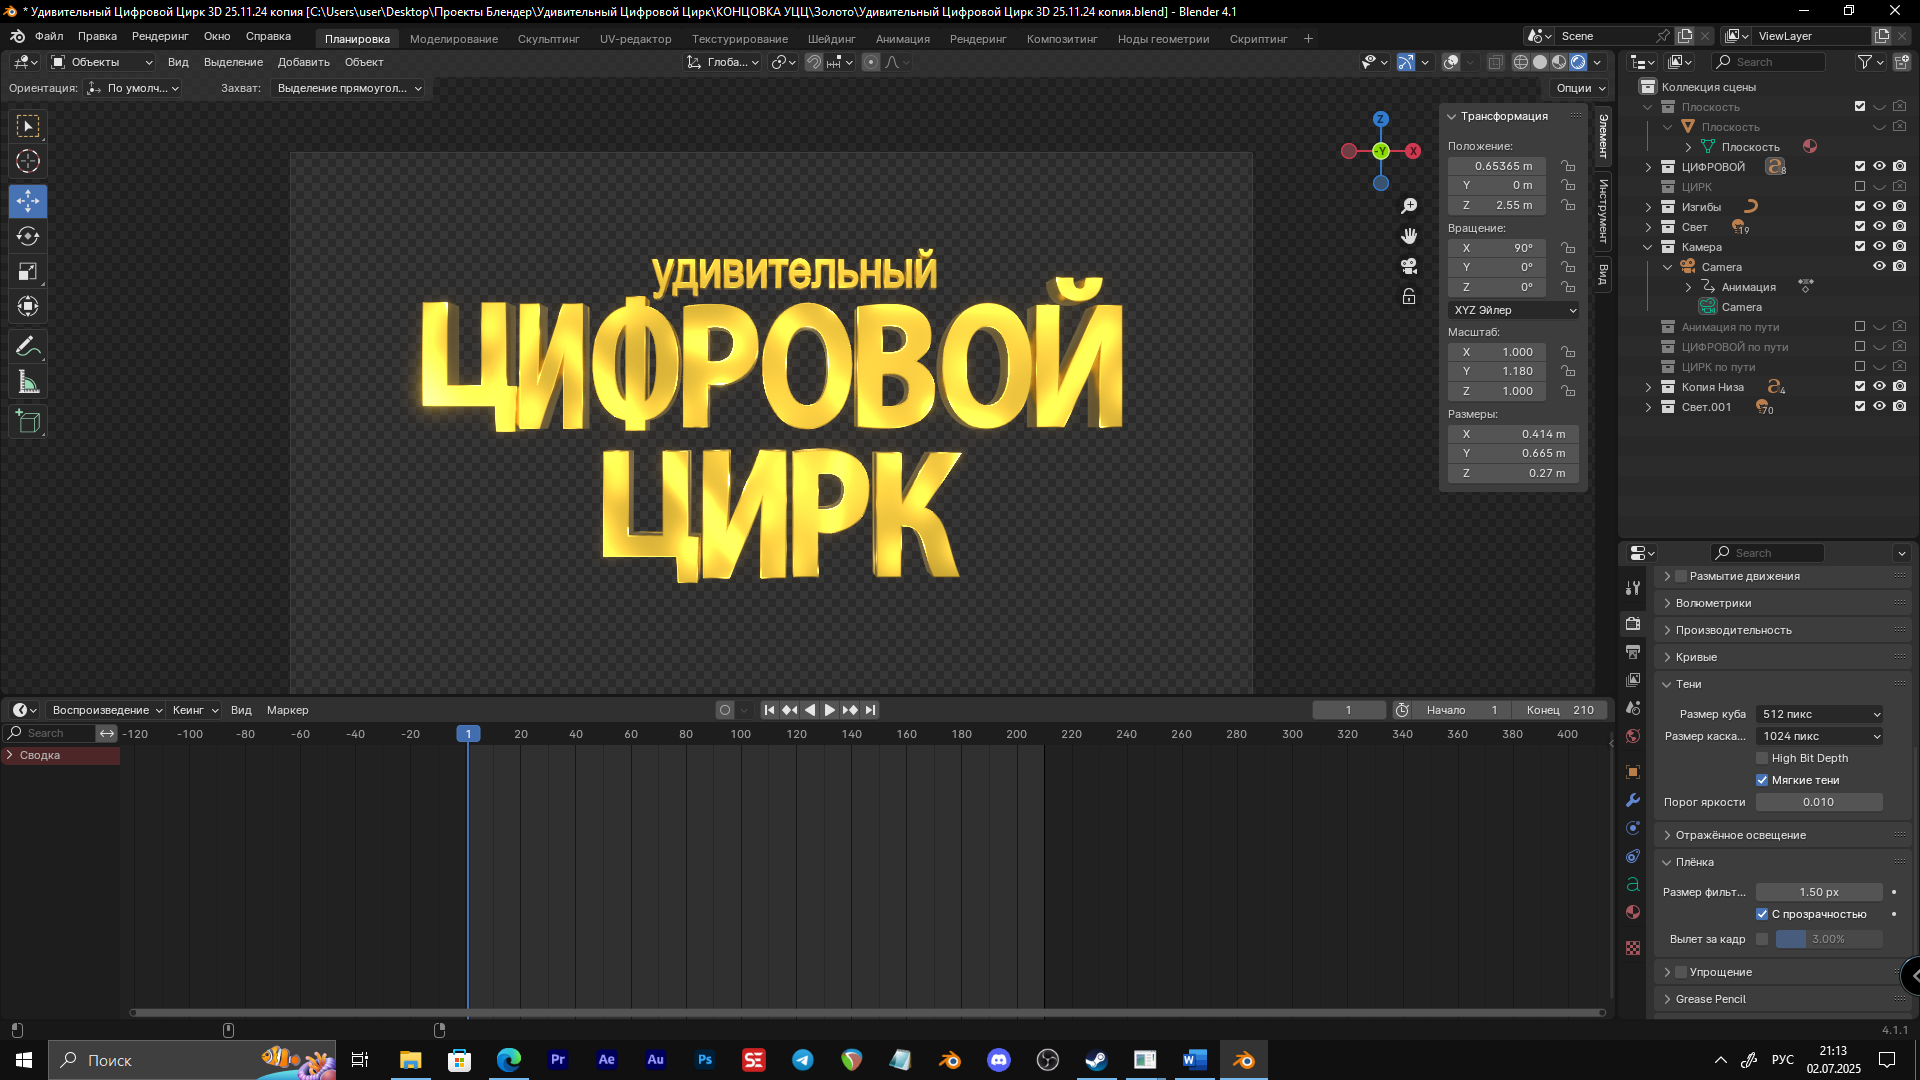 * Удивительный Цифровой Цирк 3D 25.11.24 копия [C:\Users\user\Desktop\Проекты Блендер\Удивительный Цифровой Цирк\КОНЦОВКА УЦЦ\Золото\Удивительный Цифровой Цирк 3D 25.11.24 копия.blend] - Blender 4.1
Файл Правка Рендеринг Окно Справка Планировка Моделирование Скульптинг UV-редактор Текстурирование Шейдинг Анимация Рендеринг Композитинг Ноды геометрии Скриптинг + Scene ViewLayer
Объекты Вид Выделение Добавить Объект Глоба... Search
Ориентация: По умолч... Захват: Выделение прямоугол... Опции
Z
-Y
X
Трансформация
Положение:
0.65365 m
Y 0 m
Z 2.55 m
Вращение:
X 90°
Y 0°
Z 0°
XYZ Эйлер
Масштаб:
X 1.000
Y 1.180
Z 1.000
Размеры:
X 0.414 m
Y 0.665 m
Z 0.27 m
Элемент
Инструмент
Вид
удивительный
ЦИФРОВОЙ
ЦИРК
Коллекция сцены
Плоскость
Плоскость
Плоскость
ЦИФРОВОЙ 8
ЦИРК
Изгибы
Свет 19
Камера
Camera
Анимация
Camera
Анимация по пути
ЦИФРОВОЙ по пути
ЦИРК по пути
Копия Низа 4
Свет.001 70
Search
Размытие движения
Волюметрики
Производительность
Кривые
Тени
Размер куба 512 пикс
Размер каска... 1024 пикс
High Bit Depth
Мягкие тени
Порог яркости 0.010
Отражённое освещение
Плёнка
Размер фильт... 1.50 px
С прозрачностью
Вылет за кадр 3.00%
Упрощение
Grease Pencil
Воспроизведение Кеинг Вид Маркер 1 Начало 1 Конец 210
Search -120 -100 -80 -60 -40 -20 1 20 40 60 80 100 120 140 160 180 200 220 240 260 280 300 320 340 360 380 400
Сводка
4.1.1
Поиск Pr Ae Au Ps SE W РУС 21:13
02.07.2025